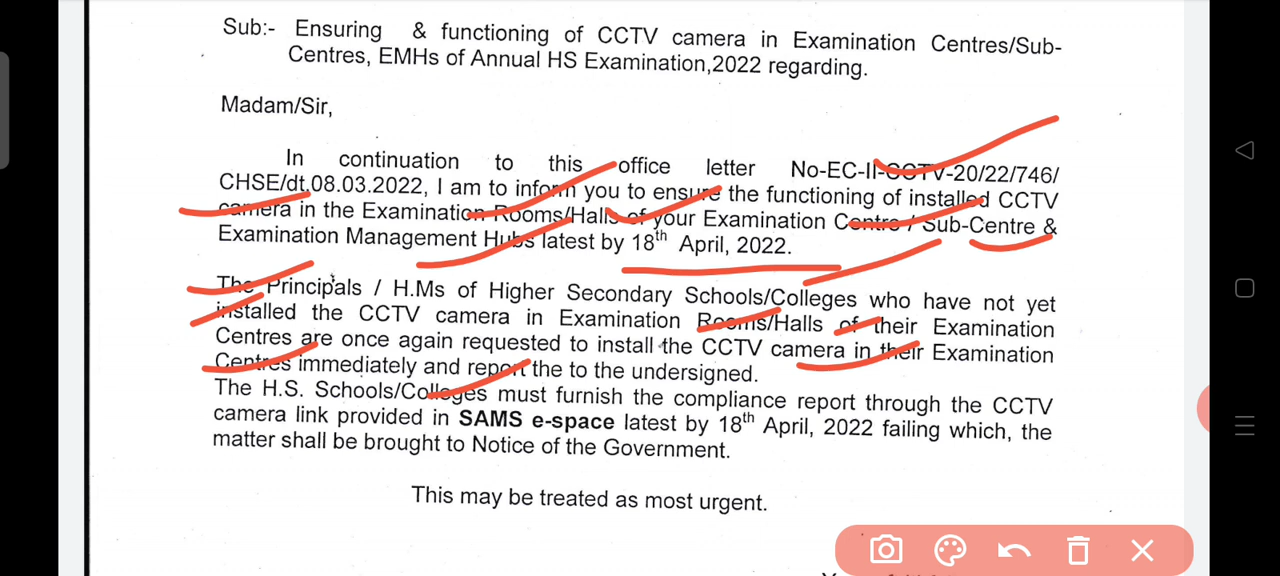 Sub:- Ensuring & functioning of CCTV camera in Examination Centres/Sub-
Centres, EMHs of Annual HS Examination,2022 regarding.
Madam/Sir,
In continuation to this office letter No-EC-II-CCTV-20/22/746/
CHSE/dt.08.03.2022, I am to inform you to ensure the functioning of installed CCTV
camera in the Examination Rooms/Halls of your Examination Centre / Sub-Centre &
Examination Management Hubs latest by 18th April, 2022.
The Principals / H.Ms of Higher Secondary Schools/Colleges who have not yet
installed the CCTV camera in Examination Rooms/Halls of their Examination
Centres are once again requested to install the CCTV camera in their Examination
Centres immediately and report the to the undersigned.
The H.S. Schools/Colleges must furnish the compliance report through the CCTV
camera link provided in SAMS e-space latest by 18th April, 2022 failing which, the
matter shall be brought to Notice of the Government.
This may be treated as most urgent.